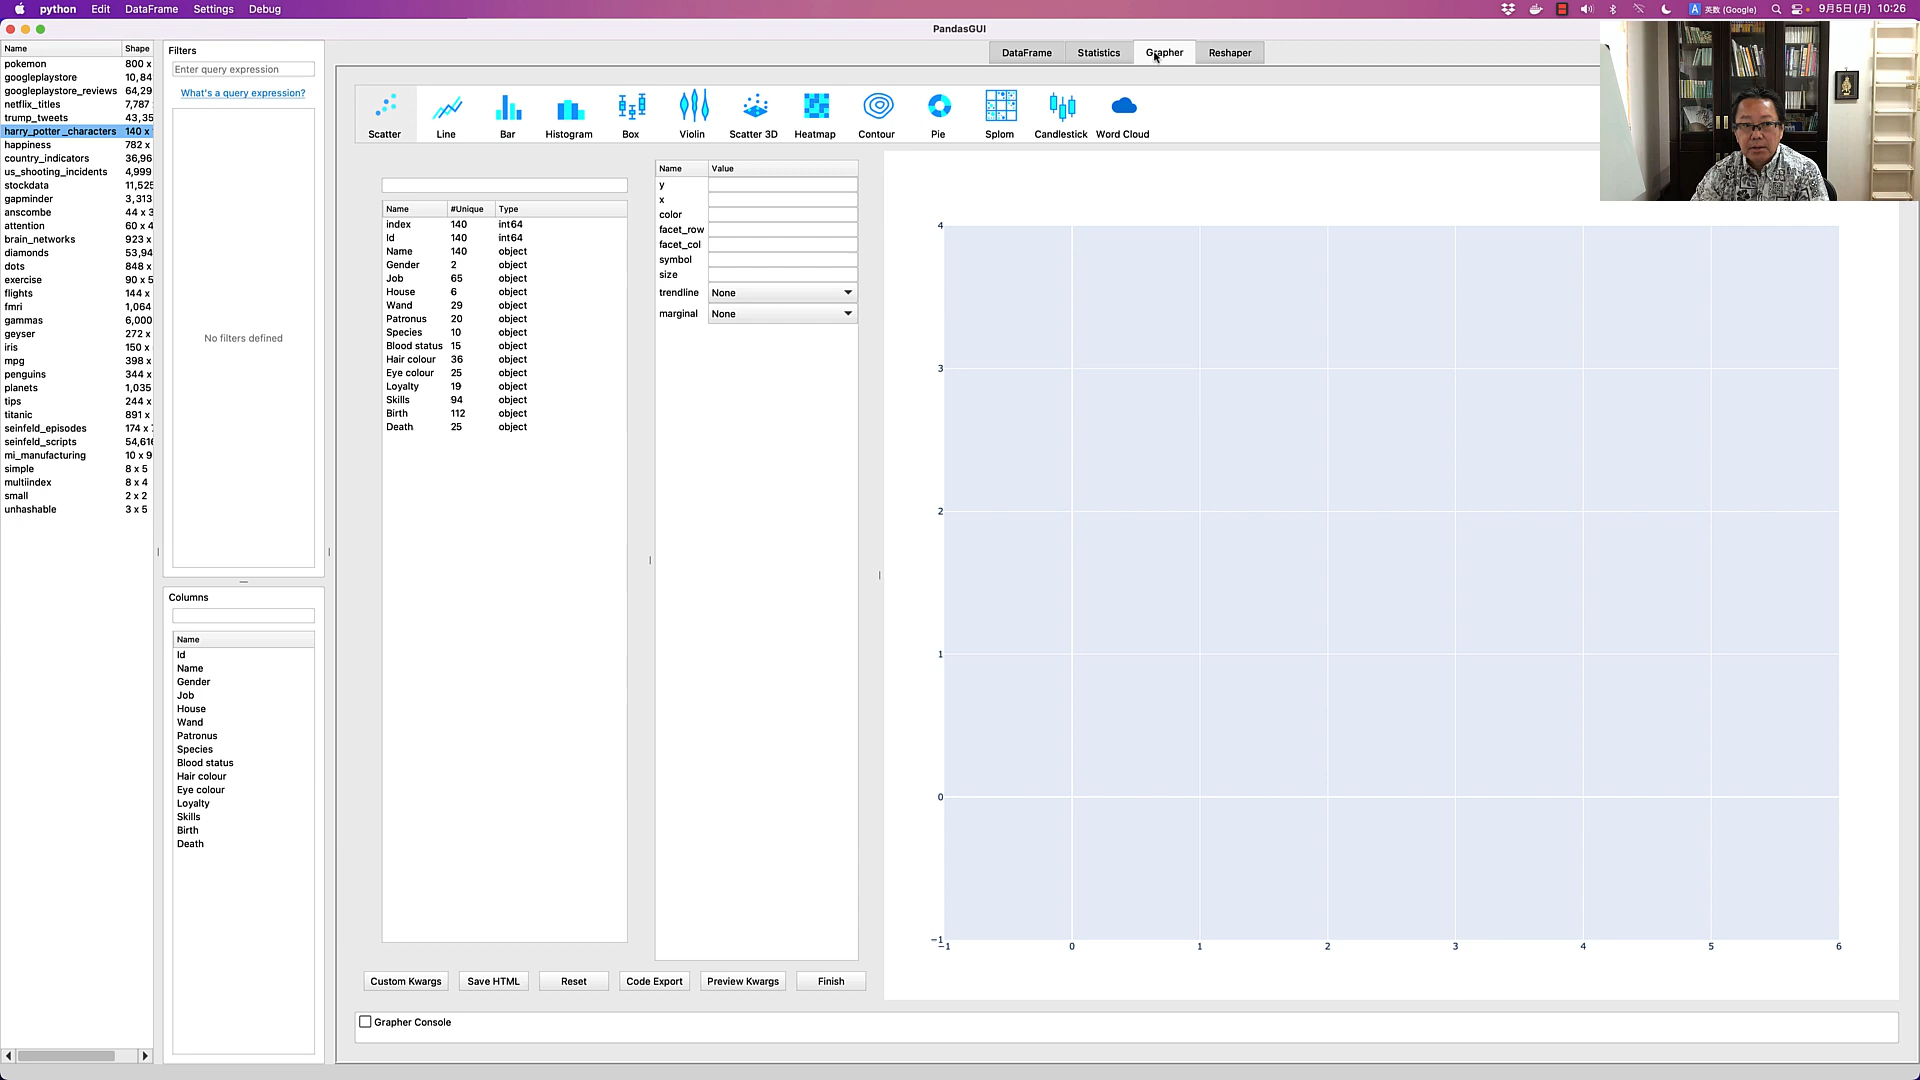 python Edit DataFrame Settings Debug
A 英数 (Google) 9月5日(月) 10:26
PandasGUI
Name Shape
pokemon 800 x
googleplaystore 10,84
googleplaystore_reviews 64,29
netflix_titles 7,787
trump_tweets 43,35
harry_potter_characters 140 x
happiness 782 x
country_indicators 36,96
us_shooting_incidents 4,999
stockdata 11,525
gapminder 3,313
anscombe 44 x 3
attention 60 x 4
brain_networks 923 x
diamonds 53,94
dots 848 x
exercise 90 x 5
flights 144 x
fmri 1,064
gammas 6,000
geyser 272 x
iris 150 x
mpg 398 x
penguins 344 x
planets 1,035
tips 244 x
titanic 891 x
seinfeld_episodes 174 x
seinfeld_scripts 54,616
mi_manufacturing 10 x 9
simple 8 x 5
multiindex 8 x 4
small 2 x 2
unhashable 3 x 5
Filters
Enter query expression
What's a query expression?
No filters defined
Columns
Name
Id
Name
Gender
Job
House
Wand
Patronus
Species
Blood status
Hair colour
Eye colour
Loyalty
Skills
Birth
Death
DataFrame Statistics Grapher Reshaper
Scatter Line Bar Histogram Box Violin Scatter 3D Heatmap Contour Pie Splom Candlestick Word Cloud
Name #Unique Type
index 140 int64
Id 140 int64
Name 140 object
Gender 2 object
Job 65 object
House 6 object
Wand 29 object
Patronus 20 object
Species 10 object
Blood status 15 object
Hair colour 36 object
Eye colour 25 object
Loyalty 19 object
Skills 94 object
Birth 112 object
Death 25 object
Name Value
y
x
color
facet_row
facet_col
symbol
size
trendline None
marginal None
4
3
2
1
0
−1
−1 0 1 2 3 4 5 6
Custom Kwargs Save HTML Reset Code Export Preview Kwargs Finish
Grapher Console